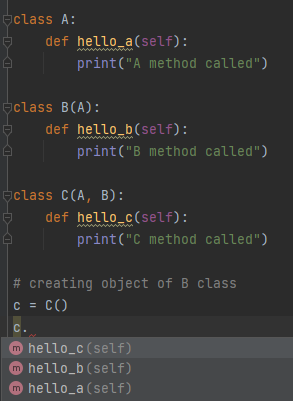 class A:
def hello_a(self):
print("A method called")
class B(A):
def hello_b(self):
print("B method called")
class C(A, B):
def hello_c(self):
print("C method called")
# creating object of B class
c = C()
c.
m hello_c(self)
m hello_b(self)
m hello_a(self)